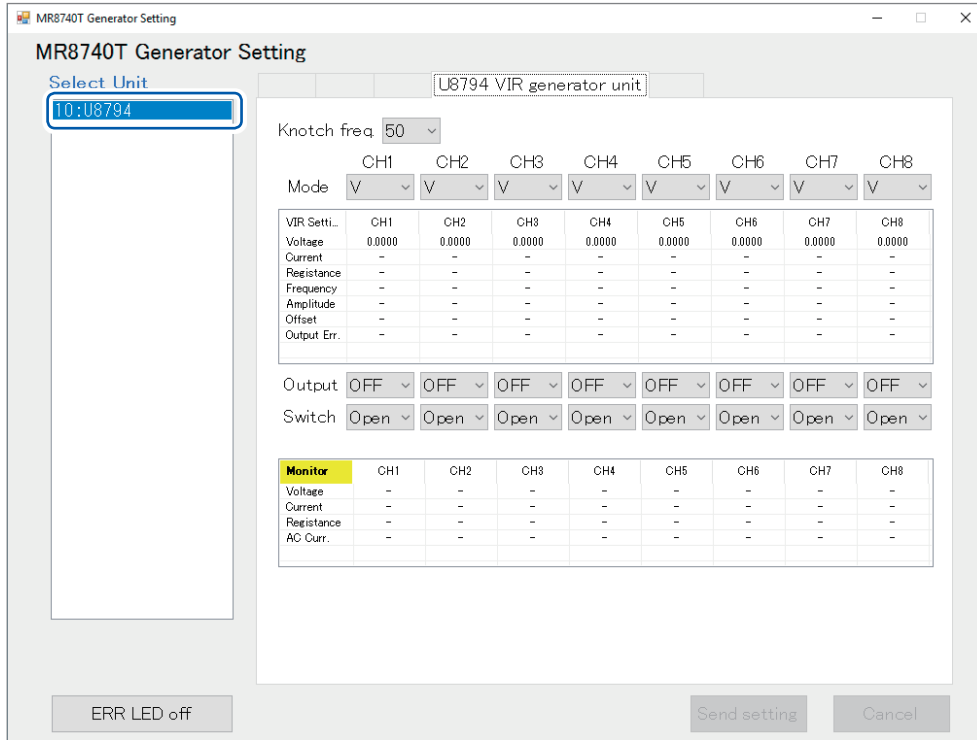 MR8740T Generator Setting
MR8740T Generator Setting
Select Unit
10:U8794
U8794 VIR generator unit
Knotch freq. 50
CH1 CH2 CH3 CH4 CH5 CH6 CH7 CH8
Mode V V V V V V V V
VIR Setti... CH1 CH2 CH3 CH4 CH5 CH6 CH7 CH8
Voltage 0.0000 0.0000 0.0000 0.0000 0.0000 0.0000 0.0000 0.0000
Current - - - - - - - -
Registance - - - - - - - -
Frequency - - - - - - - -
Amplitude - - - - - - - -
Offset - - - - - - - -
Output Err. - - - - - - - -
Output OFF OFF OFF OFF OFF OFF OFF OFF
Switch Open Open Open Open Open Open Open Open
Monitor CH1 CH2 CH3 CH4 CH5 CH6 CH7 CH8
Voltage - - - - - - - -
Current - - - - - - - -
Registance - - - - - - - -
AC Curr. - - - - - - - -
ERR LED off
Send setting
Cancel